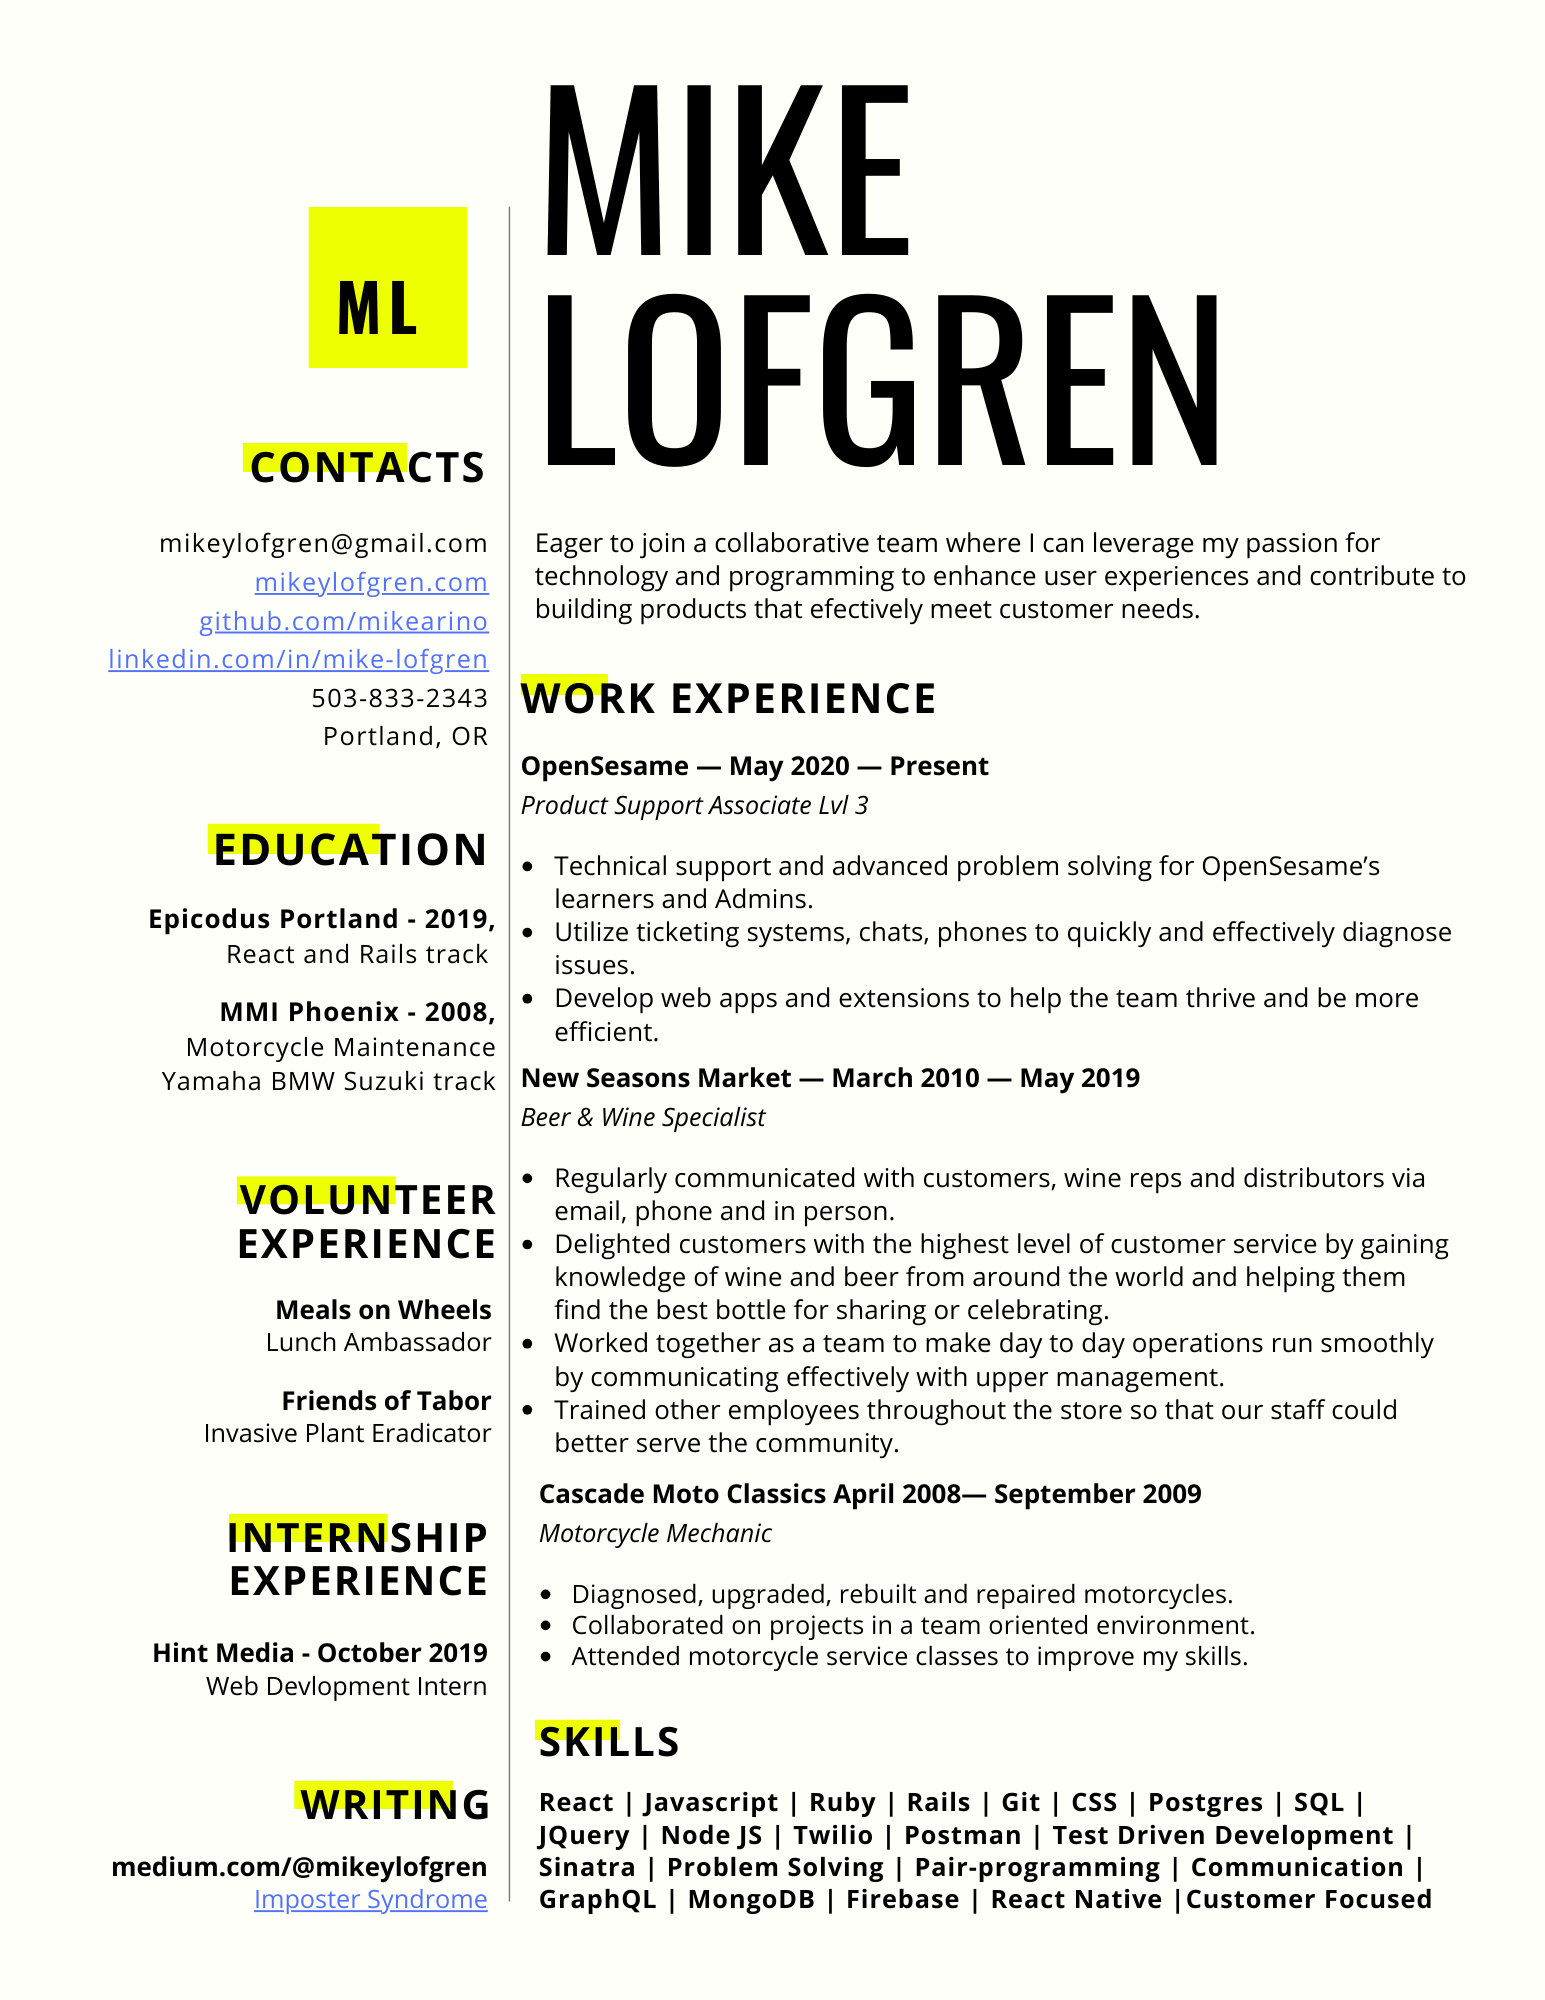 MIKE
LOFGREN
ML
CONTACTS
mikeylofgren@gmail.com
mikeylofgren.com
github.com/mikearino
linkedin.com/in/mike-lofgren
503-833-2343
Portland, OR
EDUCATION
Epicodus Portland - 2019,
React and Rails track
MMI Phoenix - 2008,
Motorcycle Maintenance
Yamaha BMW Suzuki track
VOLUNTEER
EXPERIENCE
Meals on Wheels
Lunch Ambassador
Friends of Tabor
Invasive Plant Eradicator
INTERNSHIP
EXPERIENCE
Hint Media - October 2019
Web Devlopment Intern
WRITING
medium.com/@mikeylofgren
Imposter Syndrome
Eager to join a collaborative team where I can leverage my passion for
technology and programming to enhance user experiences and contribute to
building products that efectively meet customer needs.
WORK EXPERIENCE
OpenSesame — May 2020 — Present
Product Support Associate Lvl 3
• Technical support and advanced problem solving for OpenSesame’s
learners and Admins.
• Utilize ticketing systems, chats, phones to quickly and effectively diagnose
issues.
• Develop web apps and extensions to help the team thrive and be more
efficient.
New Seasons Market — March 2010 — May 2019
Beer & Wine Specialist
• Regularly communicated with customers, wine reps and distributors via
email, phone and in person.
• Delighted customers with the highest level of customer service by gaining
knowledge of wine and beer from around the world and helping them
find the best bottle for sharing or celebrating.
• Worked together as a team to make day to day operations run smoothly
by communicating effectively with upper management.
• Trained other employees throughout the store so that our staff could
better serve the community.
Cascade Moto Classics April 2008— September 2009
Motorcycle Mechanic
• Diagnosed, upgraded, rebuilt and repaired motorcycles.
• Collaborated on projects in a team oriented environment.
• Attended motorcycle service classes to improve my skills.
SKILLS
React | Javascript | Ruby | Rails | Git | CSS | Postgres | SQL |
JQuery | Node JS | Twilio | Postman | Test Driven Development |
Sinatra | Problem Solving | Pair-programming | Communication |
GraphQL | MongoDB | Firebase | React Native |Customer Focused